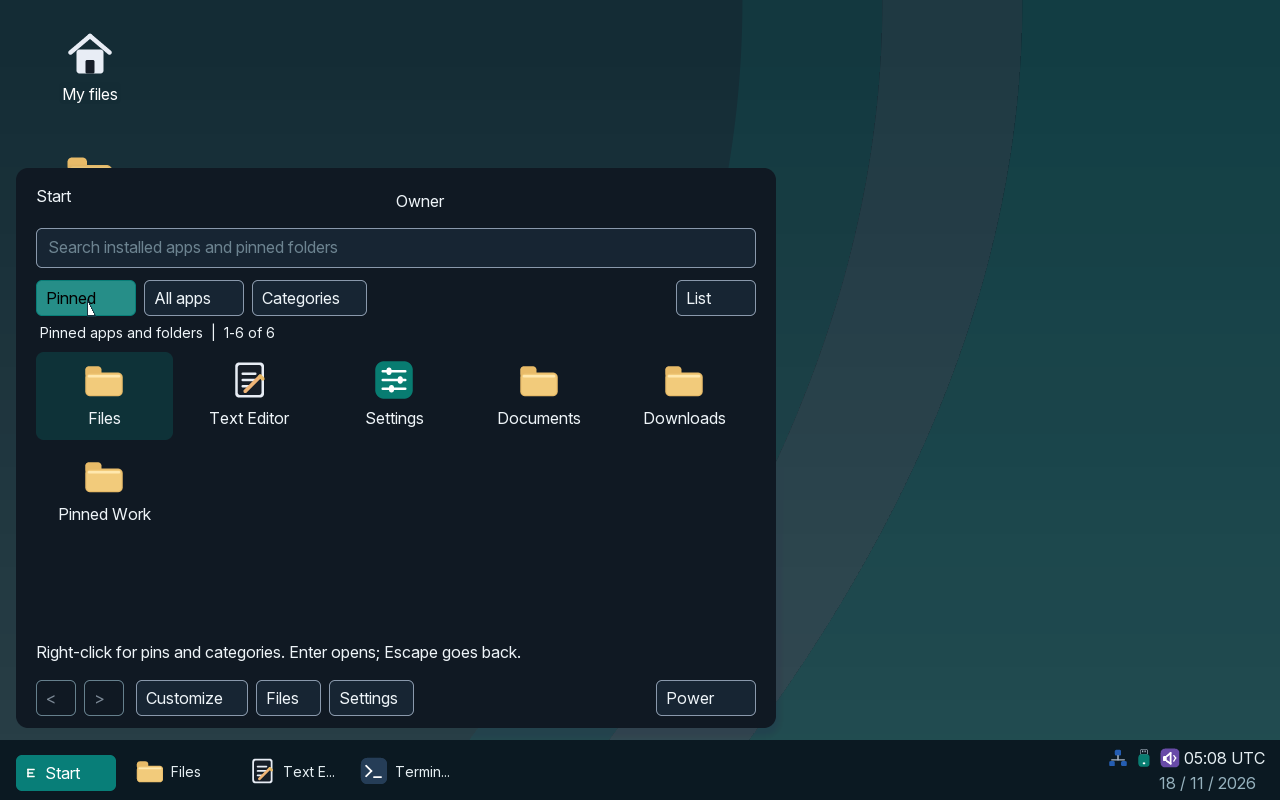 My files
Start
Owner
Search installed apps and pinned folders
Pinned
All apps
Categories
List
Pinned apps and folders | 1-6 of 6
Files
Text Editor
Settings
Documents
Downloads
Pinned Work
Right-click for pins and categories. Enter opens; Escape goes back.
<
>
Customize
Files
Settings
Power
E Start
Files
Text E...
Termin...
05:08 UTC
18 / 11 / 2026